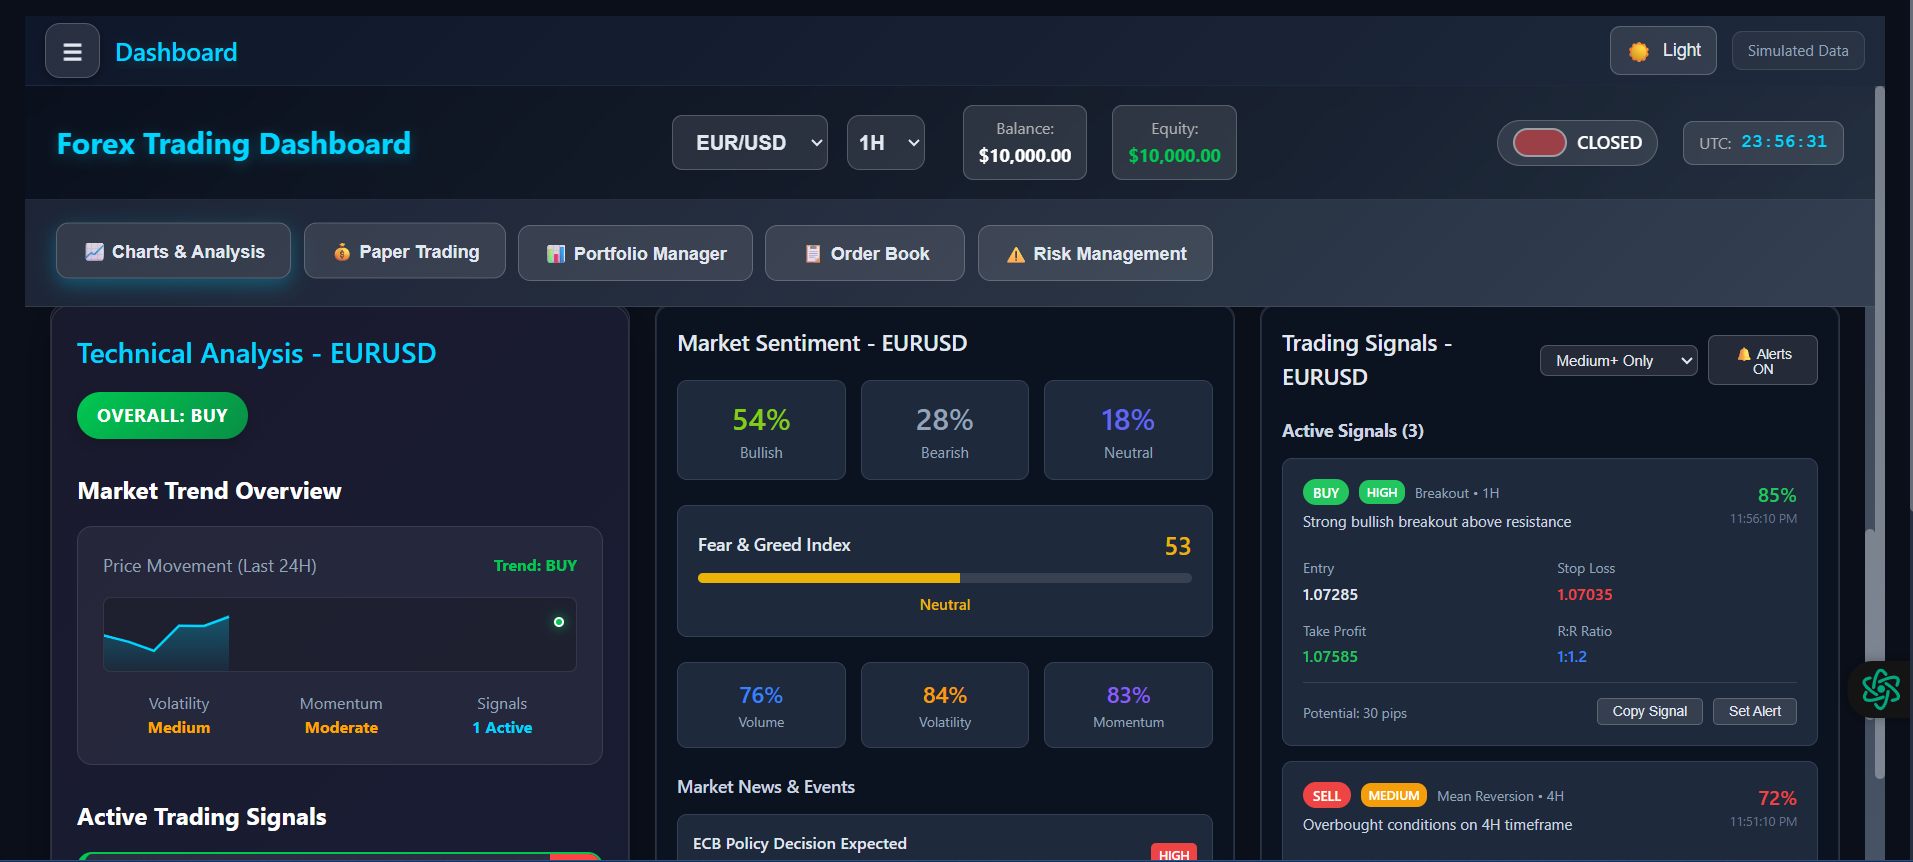 ☰ Dashboard
Light
Simulated Data
Forex Trading Dashboard
EUR/USD
1H
Balance:
$10,000.00
Equity:
$10,000.00
CLOSED
UTC: 23:56:31
Charts & Analysis
Paper Trading
Portfolio Manager
Order Book
Risk Management
Technical Analysis - EURUSD
OVERALL: BUY
Market Trend Overview
Price Movement (Last 24H)
Trend: BUY
Volatility
Medium
Momentum
Moderate
Signals
1 Active
Active Trading Signals
Market Sentiment - EURUSD
54%
Bullish
28%
Bearish
18%
Neutral
Fear & Greed Index
53
Neutral
76%
Volume
84%
Volatility
83%
Momentum
Market News & Events
ECB Policy Decision Expected
HIGH
Trading Signals -
EURUSD
Medium+ Only
Alerts
ON
Active Signals (3)
BUY HIGH Breakout • 1H
85%
Strong bullish breakout above resistance
11:56:10 PM
Entry
1.07285
Stop Loss
1.07035
Take Profit
1.07585
R:R Ratio
1:1.2
Potential: 30 pips
Copy Signal
Set Alert
SELL MEDIUM Mean Reversion • 4H
72%
Overbought conditions on 4H timeframe
11:51:10 PM